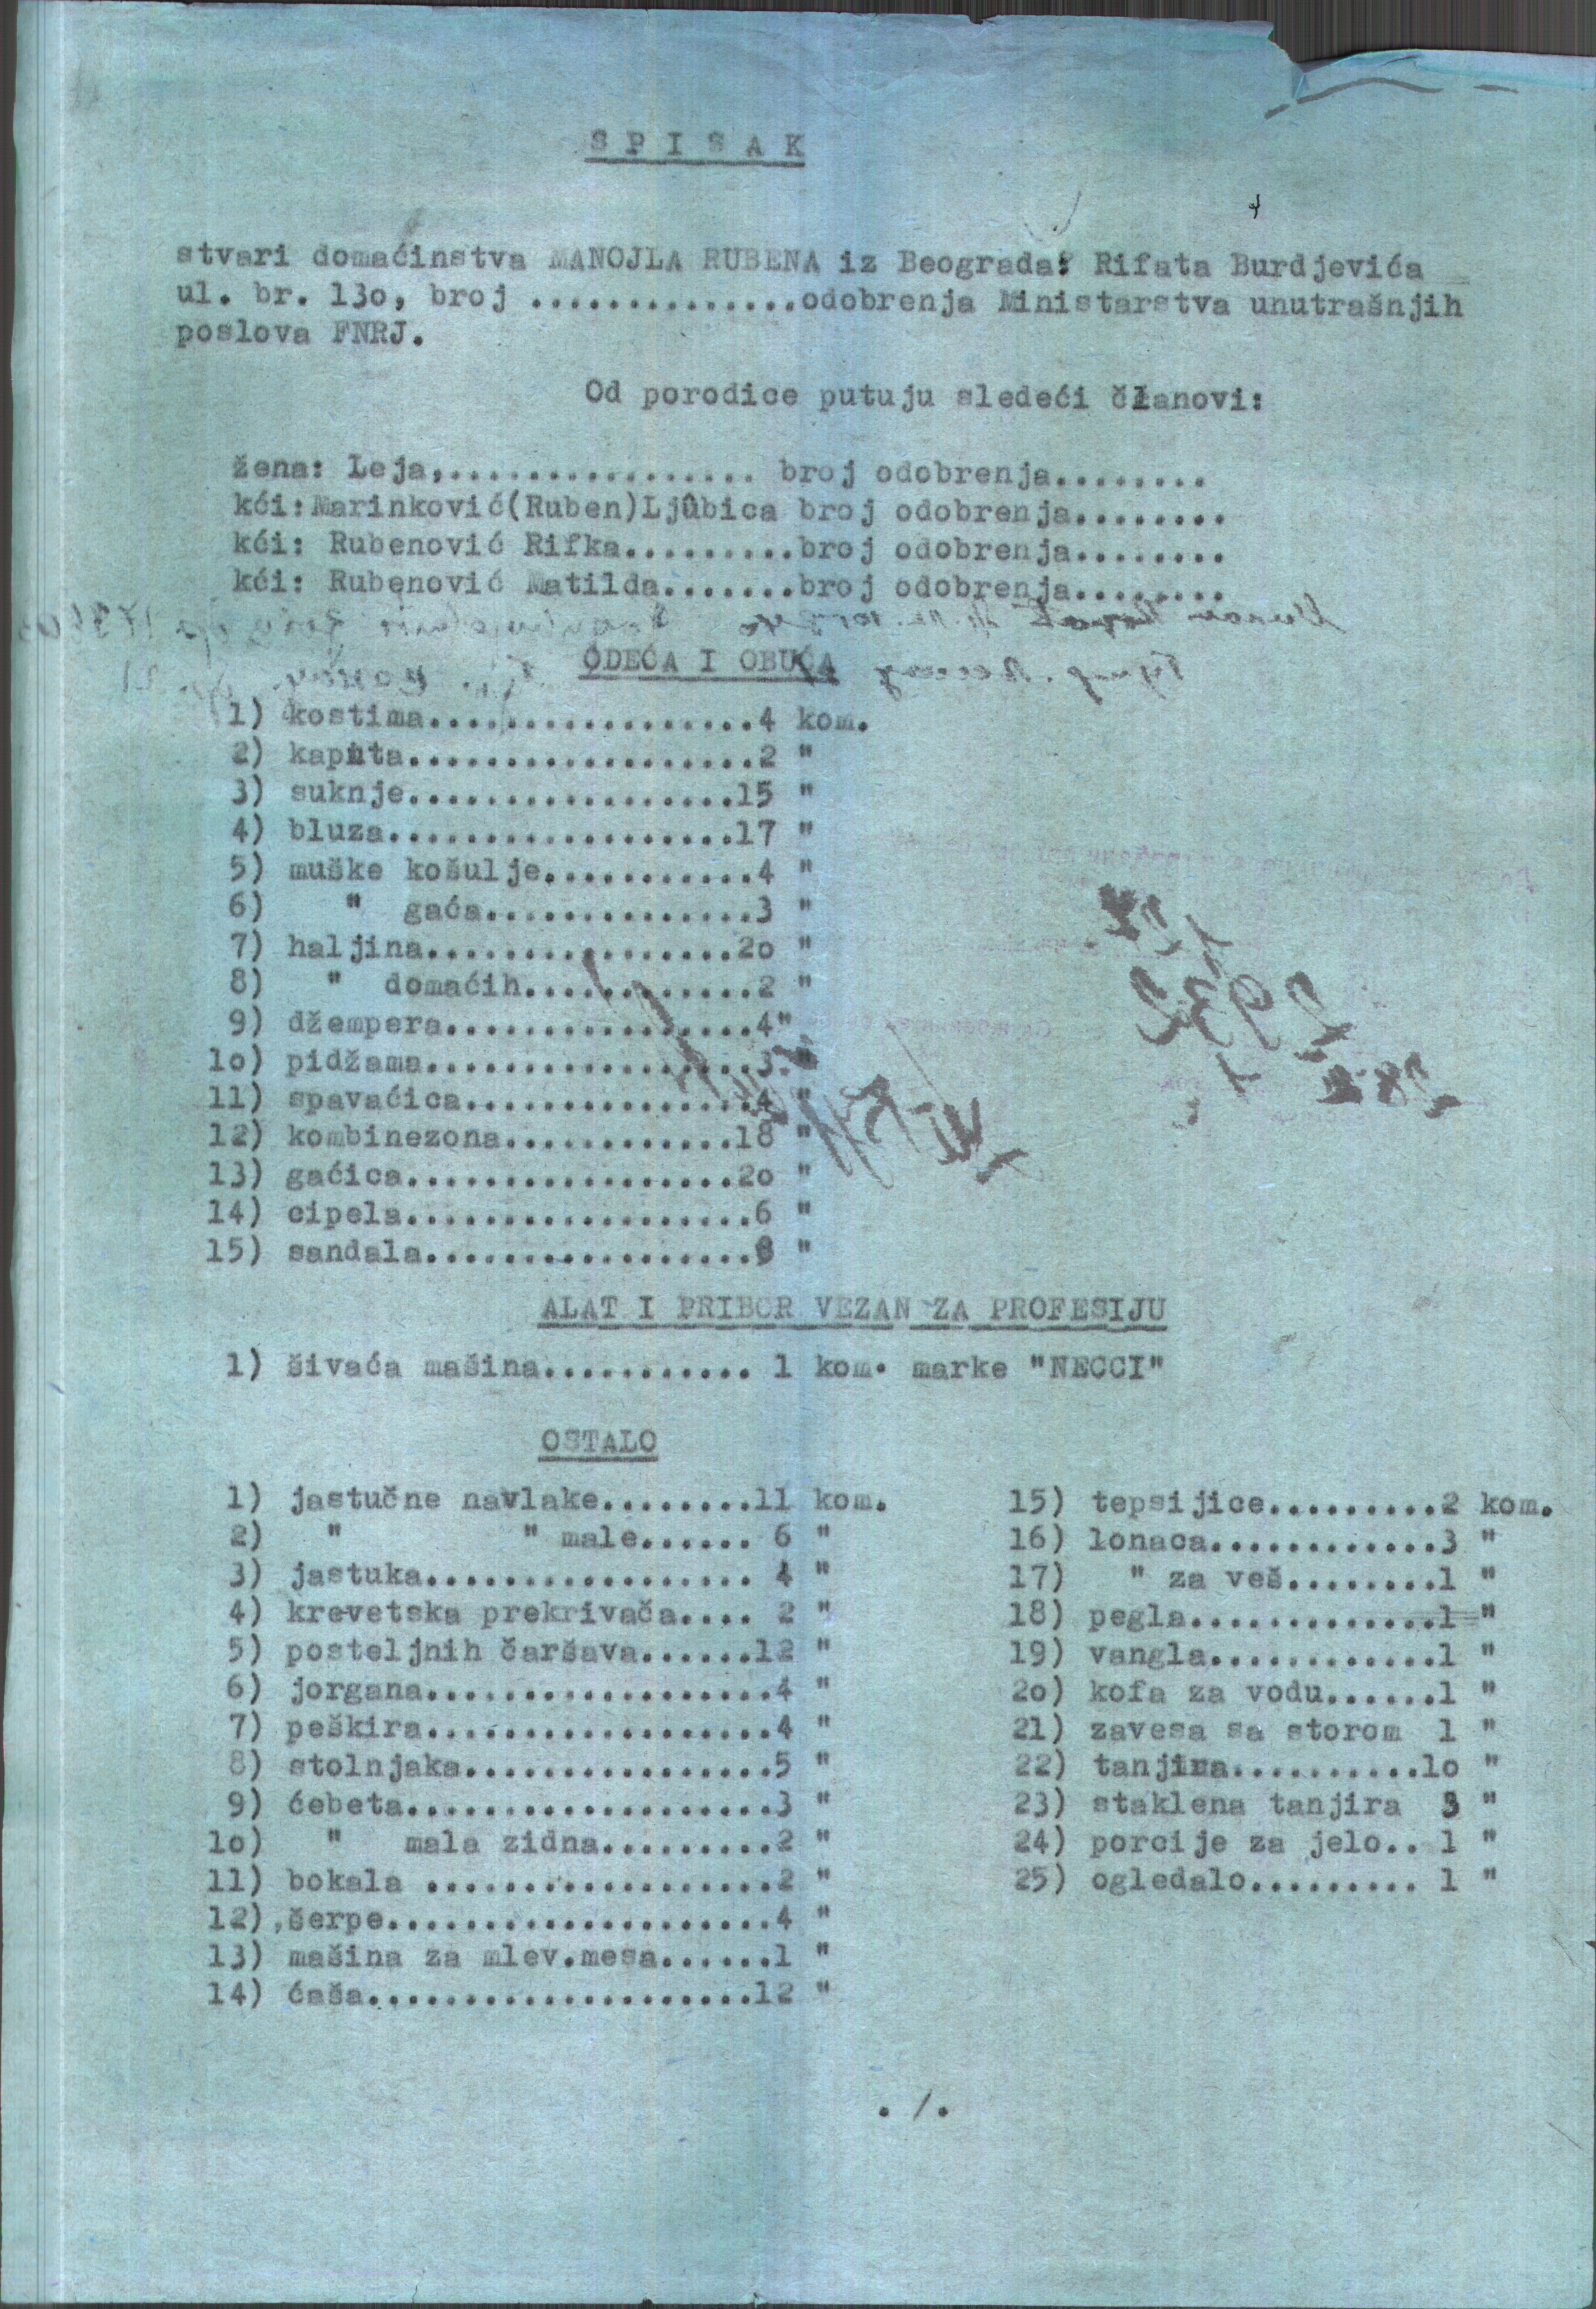 S P I S A K
stvari domaćinstva MANOJLA RUBENA iz Beograda: Rifata Burdjevića
ul. br. 13o, broj ..............odobrenja Ministarstva unutrašnjih
poslova FNRJ.
Od porodice putuju sledeći članovi:
žena: Leja,................ broj odobrenja........
kći:Marinković(Ruben)Ljubica broj odobrenja........
kći: Rubenović Rifka.........broj odobrenja........
kći: Rubenović Matilda.......broj odobrenja........
ODEĆA I OBUĆA
1) kostima.................4 kom.
2) kaputa..................2 "
3) suknje.................15 "
4) bluza..................17 "
5) muške košulje...........4 "
6) " gaća..............3 "
7) haljina................2o "
8) " domaćih............2 "
9) džempera................4"
1o) pidžama.................3 "
11) spavaćica...............4 "
12) kombinezona............18 "
13) gaćica.................2o "
14) cipela..................6 "
15) sandala.................8 "
ALAT I PRIBOR VEZAN ZA PROFESIJU
1) šivaća mašina........... 1 kom. marke "NECCI"
OSTALO
1) jastučne navlake........11 kom.
2) " " male...... 6 "
3) jastuka................. 4 "
4) krevetska prekrivača.... 2 "
5) posteljnih čaršava......12 "
6) jorgana..................4 "
7) peškira..................4 "
8) stolnjaka................5 "
9) ćebeta...................3 "
1o) " mala zidna.........2 "
11) bokala ..................2 "
12) šerpe....................4 "
13) mašina za mlev.mesa......1 "
14) ćaša....................12 "
15) tepsijice.........2 kom.
16) lonaca............3 "
17) " za veš........1 "
18) pegla.............1 "
19) vangla............1 "
2o) kofa za vodu......1 "
21) zavesa sa storom 1 "
22) tanjira..........1o "
23) staklena tanjira 3 "
24) porcije za jelo.. 1 "
25) ogledalo......... 1 "
. / .